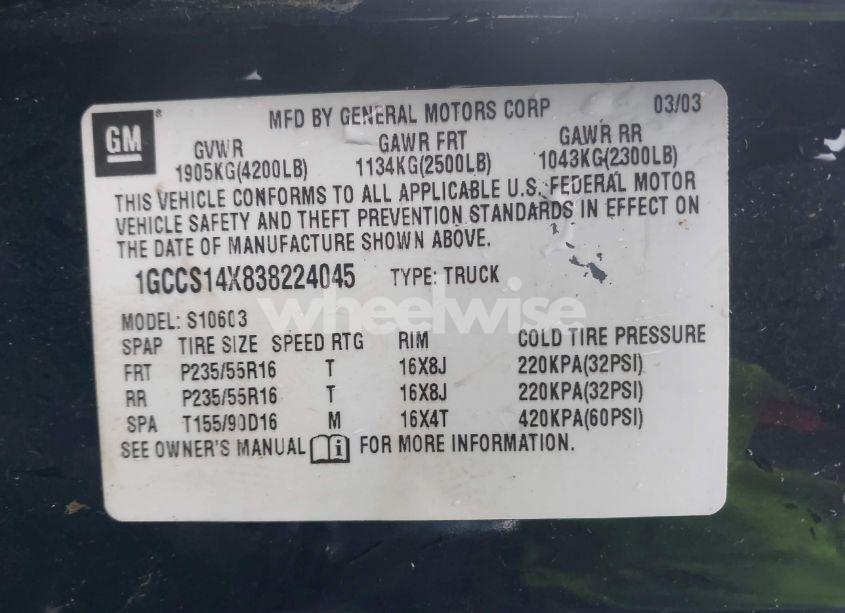 GM
MFD BY GENERAL MOTORS CORP 03/03
GVWR GAWR FRT GAWR RR
1905KG(4200LB) 1134KG(2500LB) 1043KG(2300LB)
THIS VEHICLE CONFORMS TO ALL APPLICABLE U.S. FEDERAL MOTOR
VEHICLE SAFETY AND THEFT PREVENTION STANDARDS IN EFFECT ON
THE DATE OF MANUFACTURE SHOWN ABOVE.
1GCCS14X838224045 TYPE: TRUCK
wheelwise
MODEL: S10603
SPAP TIRE SIZE SPEED RTG RIM COLD TIRE PRESSURE
FRT P235/55R16 T 16X8J 220KPA(32PSI)
RR P235/55R16 T 16X8J 220KPA(32PSI)
SPA T155/90D16 M 16X4T 420KPA(60PSI)
SEE OWNER'S MANUAL FOR MORE INFORMATION.